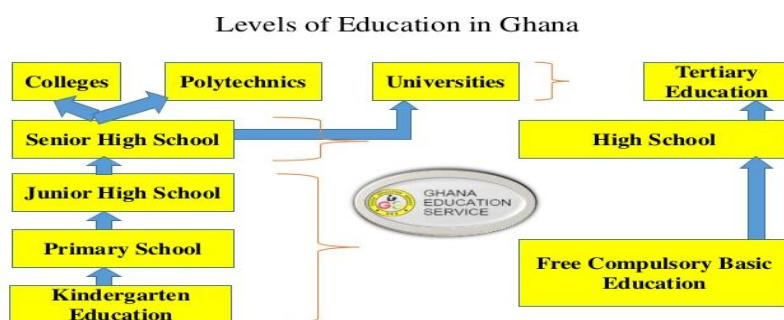 Levels of Education in Ghana
Colleges
Polytechnics
Universities
Tertiary
Education
Senior High School
High School
Junior High School
GHANA
EDUCATION
SERVICE
Primary School
Free Compulsory Basic
Education
Kindergarten
Education